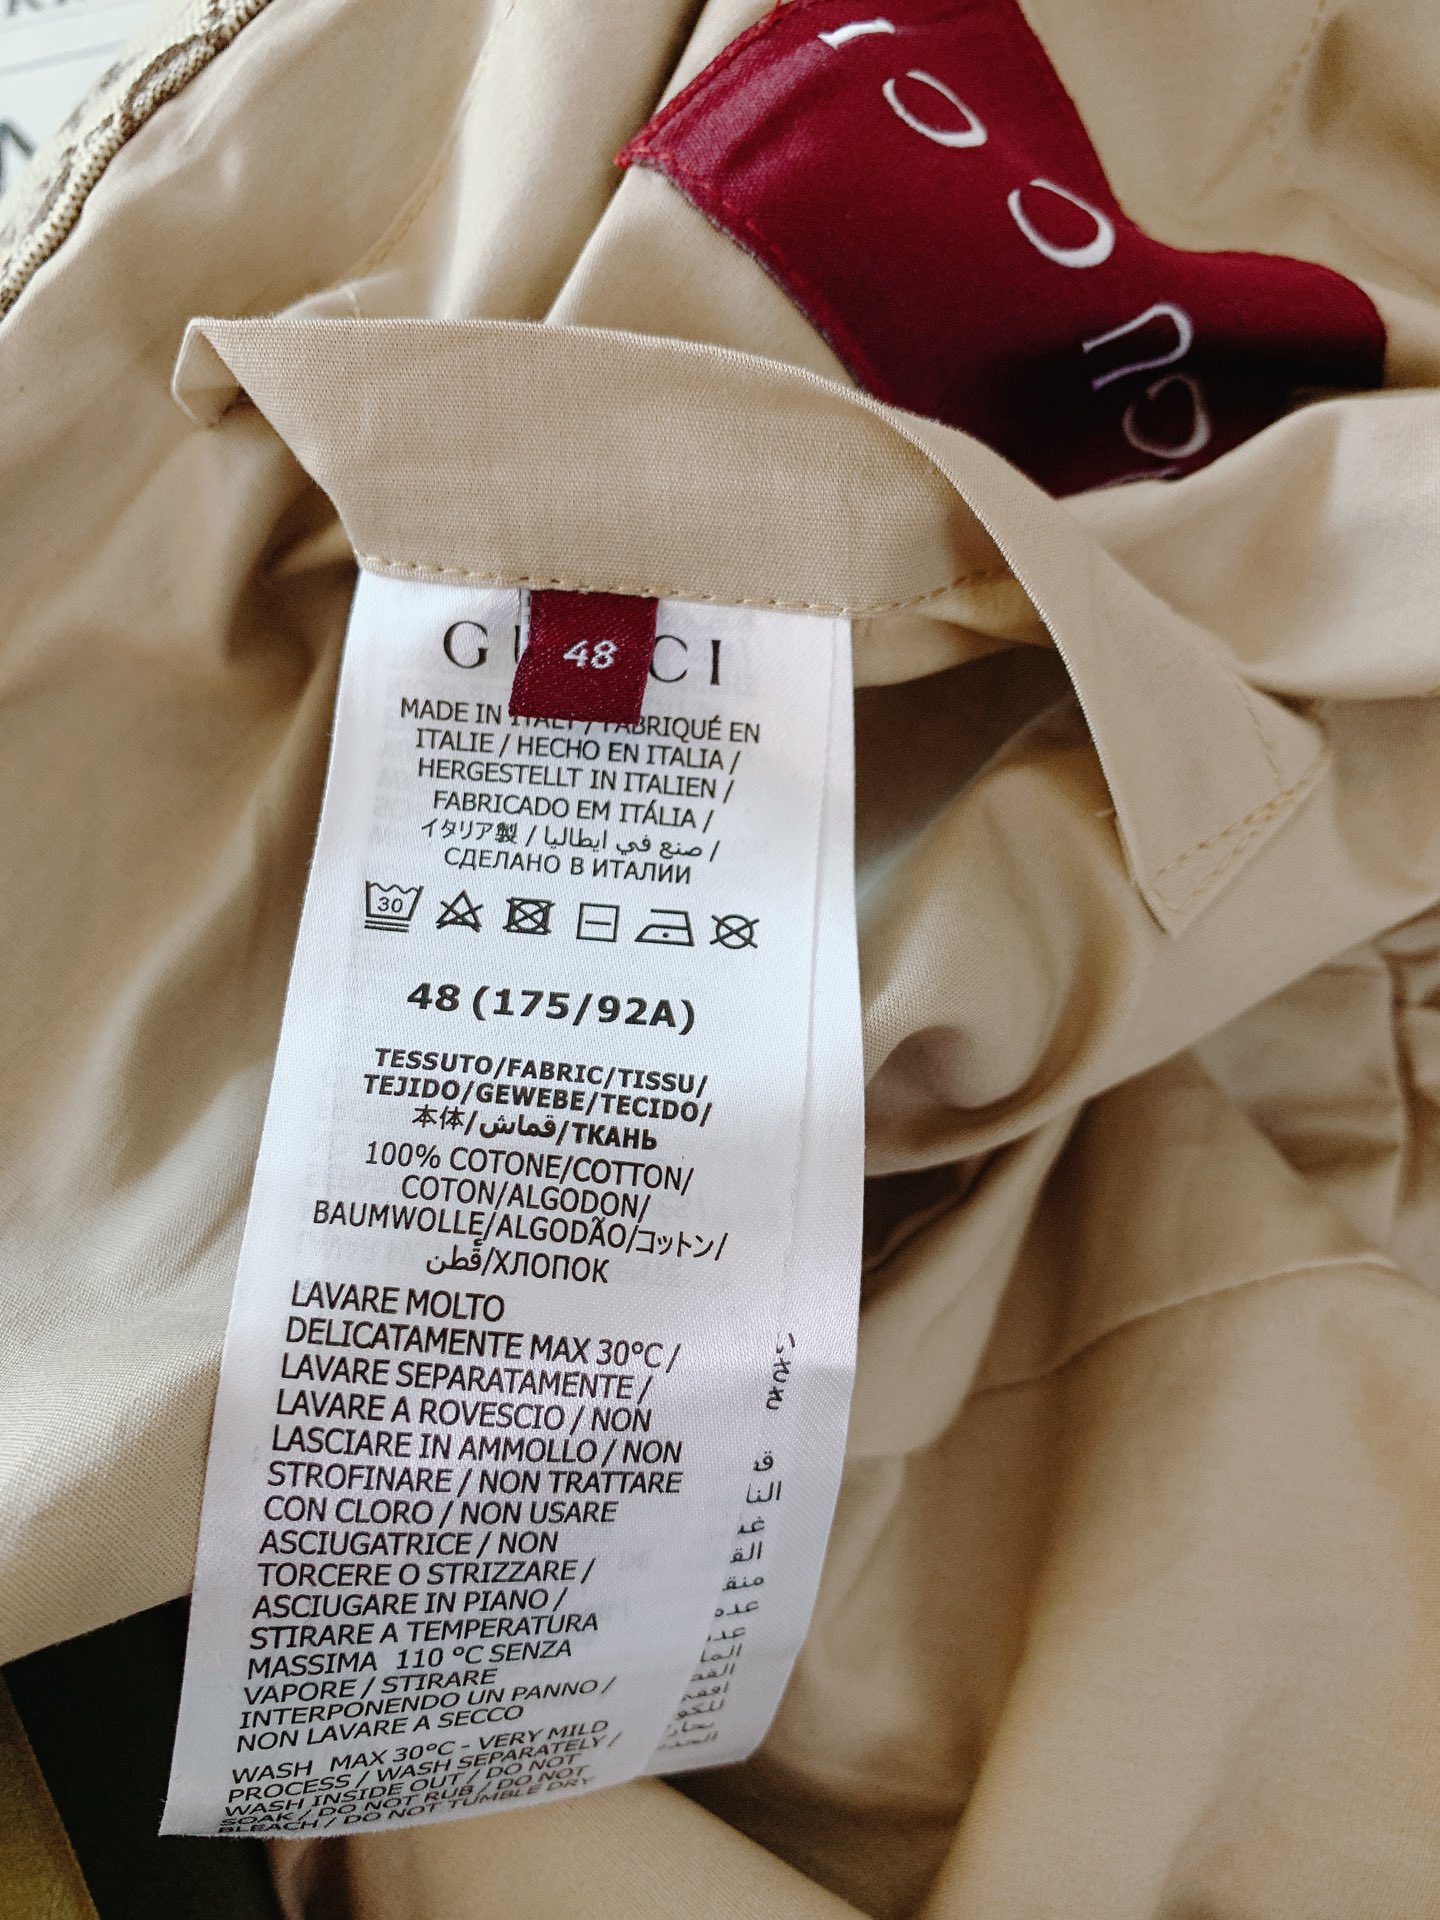 GUCCI
48
MADE IN ITALY / FABRIQUÉ EN
ITALIE / HECHO EN ITALIA /
HERGESTELLT IN ITALIEN /
FABRICADO EM ITÁLIA /
イタリア製 / صنع في ايطاليا /
СДЕЛАНО В ИТАЛИИ
30
48 (175/92A)
TESSUTO/FABRIC/TISSU/
TEJIDO/GEWEBE/TECIDO/
本体/قماش/ТКАНЬ
100% COTONE/COTTON/
COTON/ALGODON/
BAUMWOLLE/ALGODÃO/コットン/
قُطن/ХЛОПОК
LAVARE MOLTO
DELICATAMENTE MAX 30°C /
LAVARE SEPARATAMENTE /
LAVARE A ROVESCIO / NON
LASCIARE IN AMMOLLO / NON
STROFINARE / NON TRATTARE
CON CLORO / NON USARE
ASCIUGATRICE / NON
TORCERE O STRIZZARE /
ASCIUGARE IN PIANO /
STIRARE A TEMPERATURA
MASSIMA 110 °C SENZA
VAPORE / STIRARE
INTERPONENDO UN PANNO /
NON LAVARE A SECCO
WASH MAX 30°C - VERY MILD
PROCESS / WASH SEPARATELY /
WASH INSIDE OUT / DO NOT
SOAK / DO NOT RUB / DO NOT
BLEACH / DO NOT TUMBLE DRY